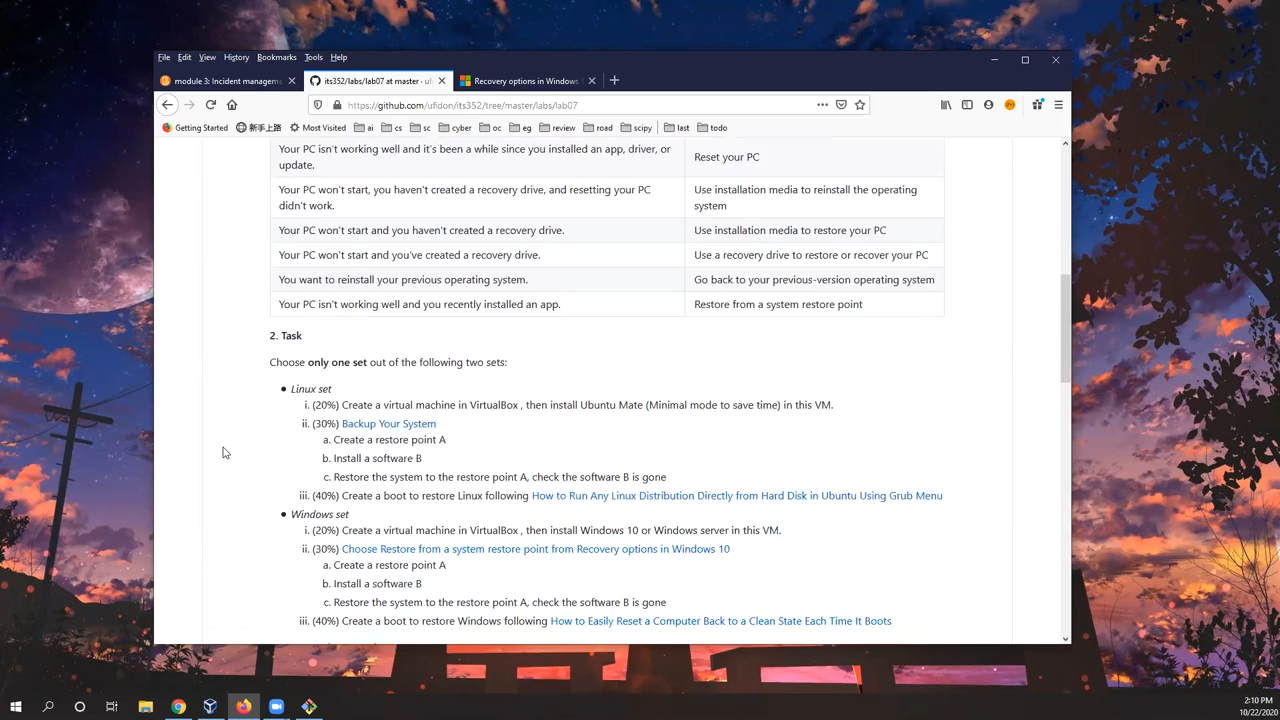 File Edit View History Bookmarks Tools Help
module 3: Incident managem
its352/labs/lab07 at master · uf
Recovery options in Windows
https://github.com/ufidon/its352/tree/master/labs/lab07
Getting Started 新手上路 Most Visited ai cs sc cyber oc eg review road scipy last todo
Your PC isn't working well and it's been a while since you installed an app, driver, or
update.
Reset your PC
Your PC won't start, you haven't created a recovery drive, and resetting your PC
didn't work.
Use installation media to reinstall the operating
system
Your PC won't start and you haven't created a recovery drive.
Use installation media to restore your PC
Your PC won't start and you've created a recovery drive.
Use a recovery drive to restore or recover your PC
You want to reinstall your previous operating system.
Go back to your previous-version operating system
Your PC isn't working well and you recently installed an app.
Restore from a system restore point
2. Task
Choose only one set out of the following two sets:
Linux set
i. (20%) Create a virtual machine in VirtualBox , then install Ubuntu Mate (Minimal mode to save time) in this VM.
ii. (30%) Backup Your System
a. Create a restore point A
b. Install a software B
c. Restore the system to the restore point A, check the software B is gone
iii. (40%) Create a boot to restore Linux following How to Run Any Linux Distribution Directly from Hard Disk in Ubuntu Using Grub Menu
Windows set
i. (20%) Create a virtual machine in VirtualBox , then install Windows 10 or Windows server in this VM.
ii. (30%) Choose Restore from a system restore point from Recovery options in Windows 10
a. Create a restore point A
b. Install a software B
c. Restore the system to the restore point A, check the software B is gone
iii. (40%) Create a boot to restore Windows following How to Easily Reset a Computer Back to a Clean State Each Time It Boots
2:10 PM
10/22/2020